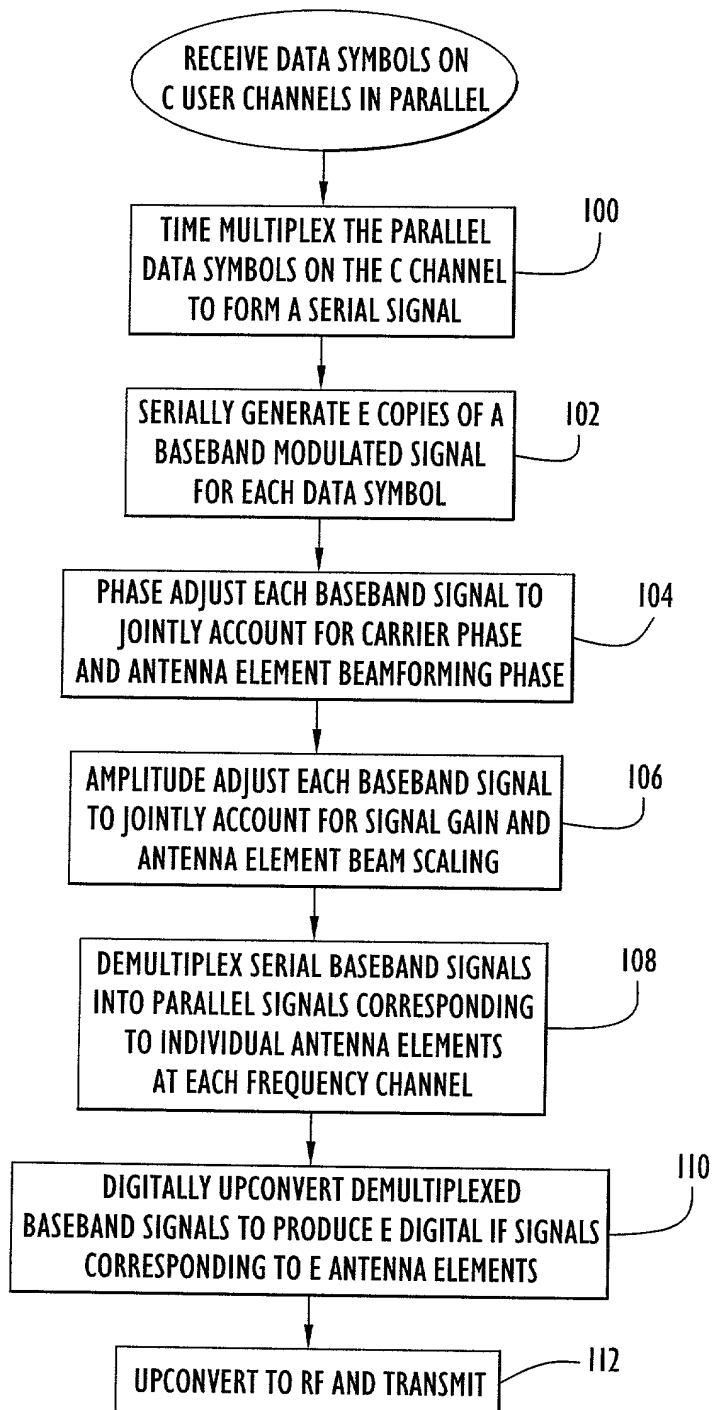 RECEIVE DATA SYMBOLS ON
C USER CHANNELS IN PARALLEL
100
TIME MULTIPLEX THE PARALLEL
DATA SYMBOLS ON THE C CHANNEL
TO FORM A SERIAL SIGNAL
102
SERIALLY GENERATE E COPIES OF A
BASEBAND MODULATED SIGNAL
FOR EACH DATA SYMBOL
104
PHASE ADJUST EACH BASEBAND SIGNAL TO
JOINTLY ACCOUNT FOR CARRIER PHASE
AND ANTENNA ELEMENT BEAMFORMING PHASE
106
AMPLITUDE ADJUST EACH BASEBAND SIGNAL
TO JOINTLY ACCOUNT FOR SIGNAL GAIN AND
ANTENNA ELEMENT BEAM SCALING
108
DEMULTIPLEX SERIAL BASEBAND SIGNALS
INTO PARALLEL SIGNALS CORRESPONDING
TO INDIVIDUAL ANTENNA ELEMENTS
AT EACH FREQUENCY CHANNEL
110
DIGITALLY UPCONVERT DEMULTIPLEXED
BASEBAND SIGNALS TO PRODUCE E DIGITAL IF SIGNALS
CORRESPONDING TO E ANTENNA ELEMENTS
112
UPCONVERT TO RF AND TRANSMIT